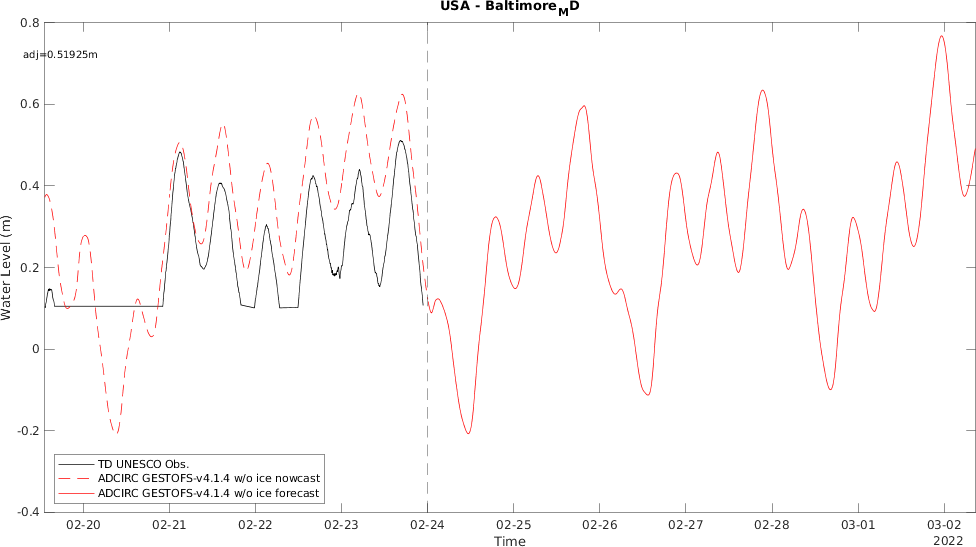 USA - Baltimore_MD
0.8
adj=0.51925m
0.6
0.4
0.2
0
-0.2
-0.4
Water Level (m)
TD UNESCO Obs.
ADCIRC GESTOFS-v4.1.4 w/o ice nowcast
ADCIRC GESTOFS-v4.1.4 w/o ice forecast
02-20 02-21 02-22 02-23 02-24 02-25 02-26 02-27 02-28 03-01 03-02
Time
2022